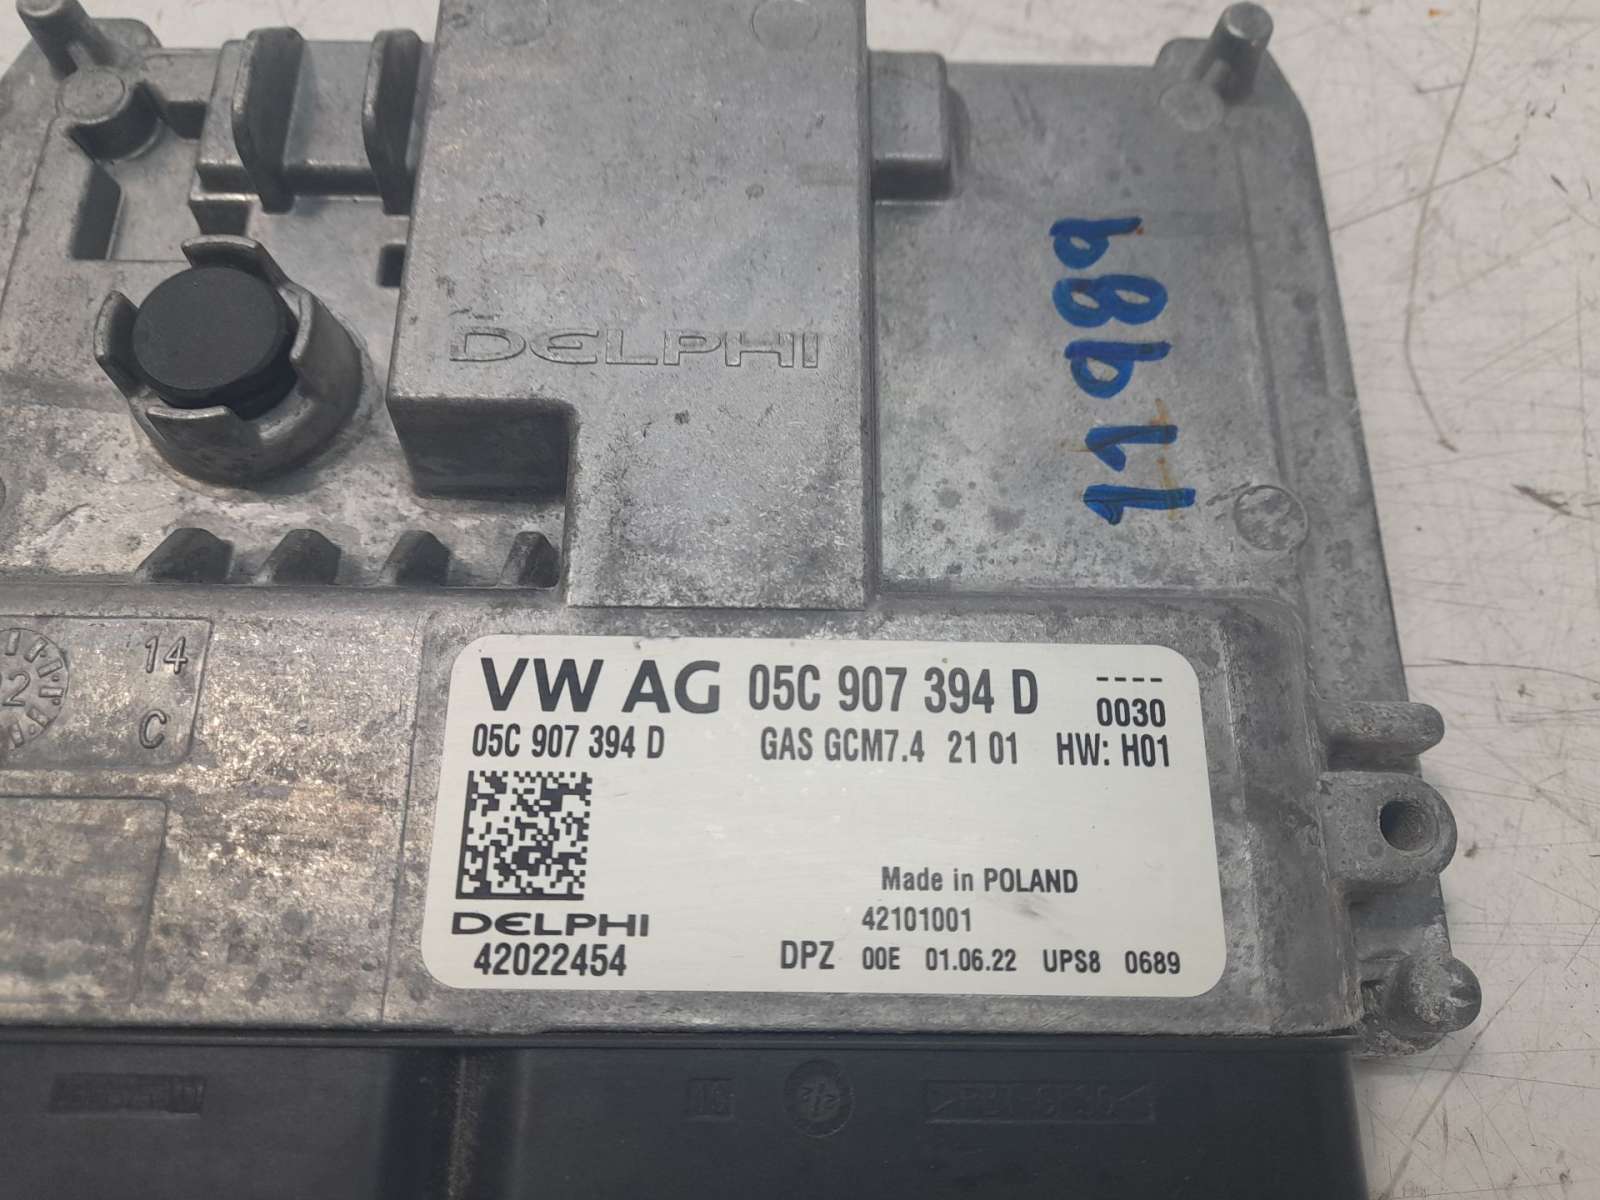 DELPHI
11989
14
C
VW AG 05C 907 394 D ----
0030
05C 907 394 D GAS GCM7.4 21 01 HW: H01
Made in POLAND
DELPHI 42101001
42022454 DPZ 00E 01.06.22 UPS8 0689